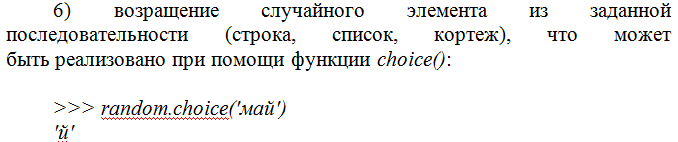 6) возращение случайного элемента из заданной
последовательности (строка, список, кортеж), что может
быть реализовано при помощи функции choice():
>>> random.choice('май')
'й'